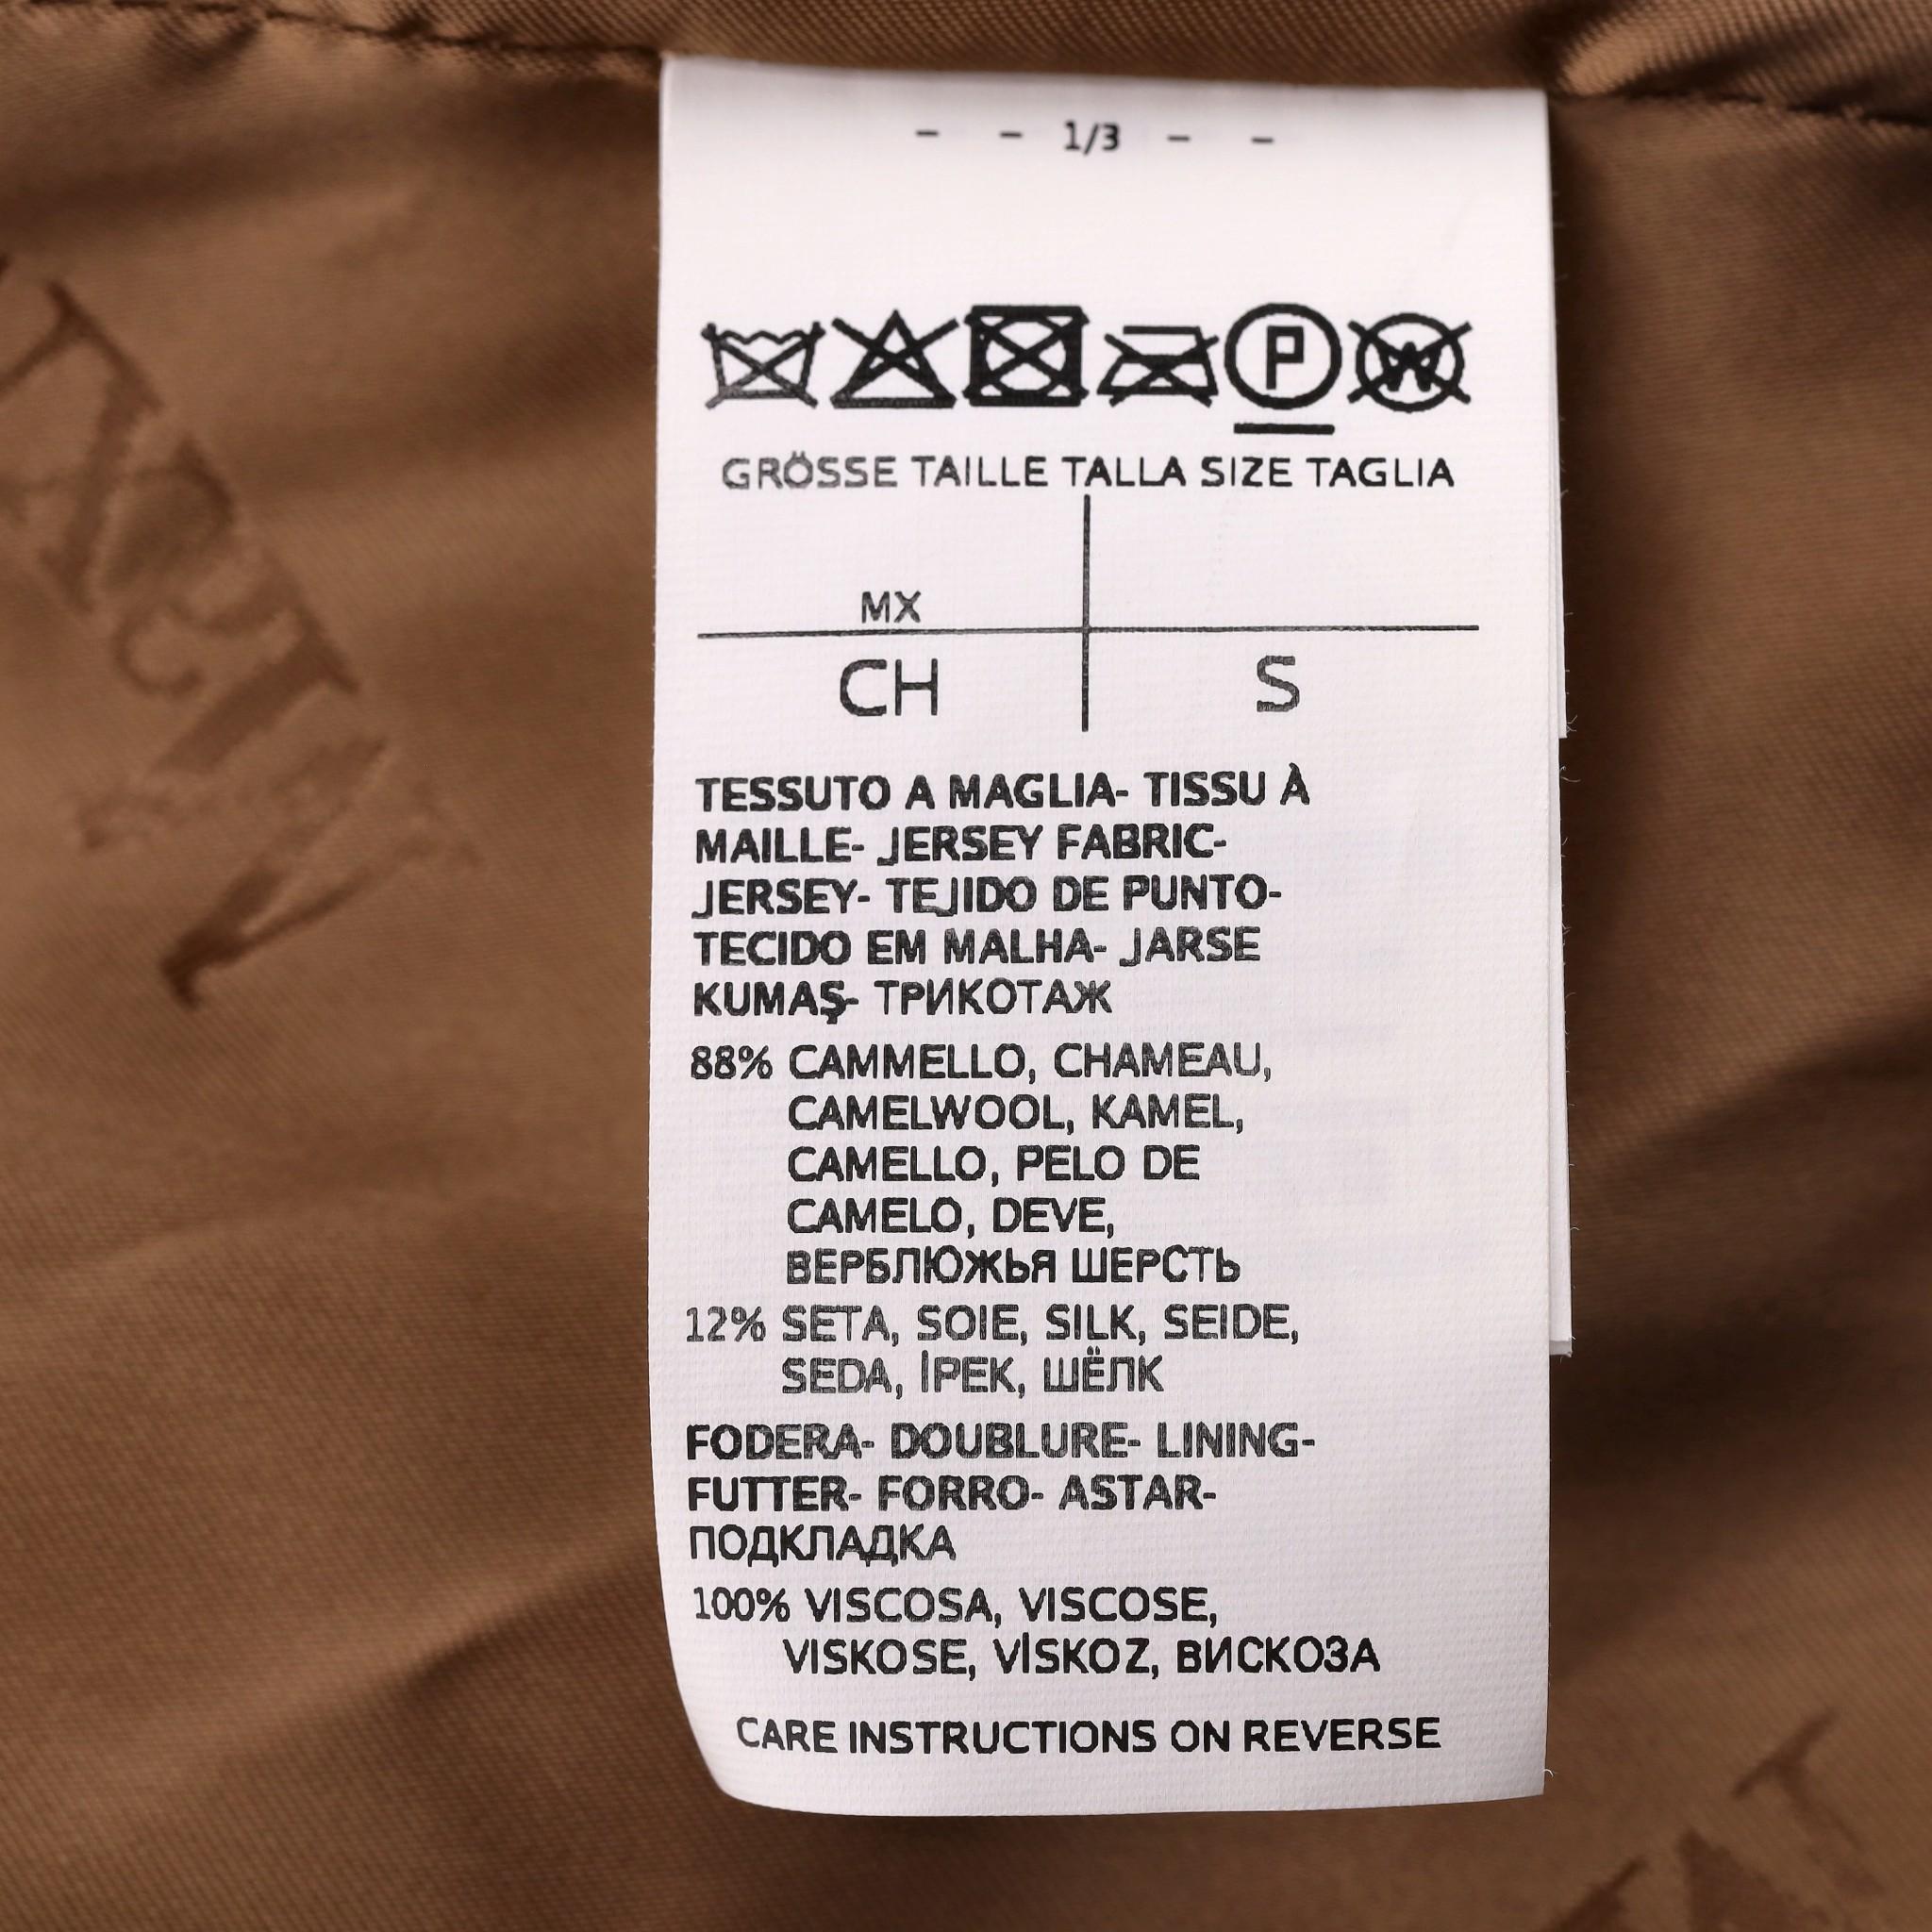 - - 1/3 - -
P W
GRÖSSE TAILLE TALLA SIZE TAGLIA
MX
CH S
TESSUTO A MAGLIA- TISSU À
MAILLE- JERSEY FABRIC-
JERSEY- TEJIDO DE PUNTO-
TECIDO EM MALHA- JARSE
KUMAŞ- ТРИКОТАЖ
88% CAMMELLO, CHAMEAU,
CAMELWOOL, KAMEL,
CAMELLO, PELO DE
CAMELO, DEVE,
ВЕРБЛЮЖЬЯ ШЕРСТЬ
12% SETA, SOIE, SILK, SEIDE,
SEDA, İPEK, ШЁЛК
FODERA- DOUBLURE- LINING-
FUTTER- FORRO- ASTAR-
ПОДКЛАДКА
100% VISCOSA, VISCOSE,
VISKOSE, VİSKOZ, ВИСКОЗА
CARE INSTRUCTIONS ON REVERSE